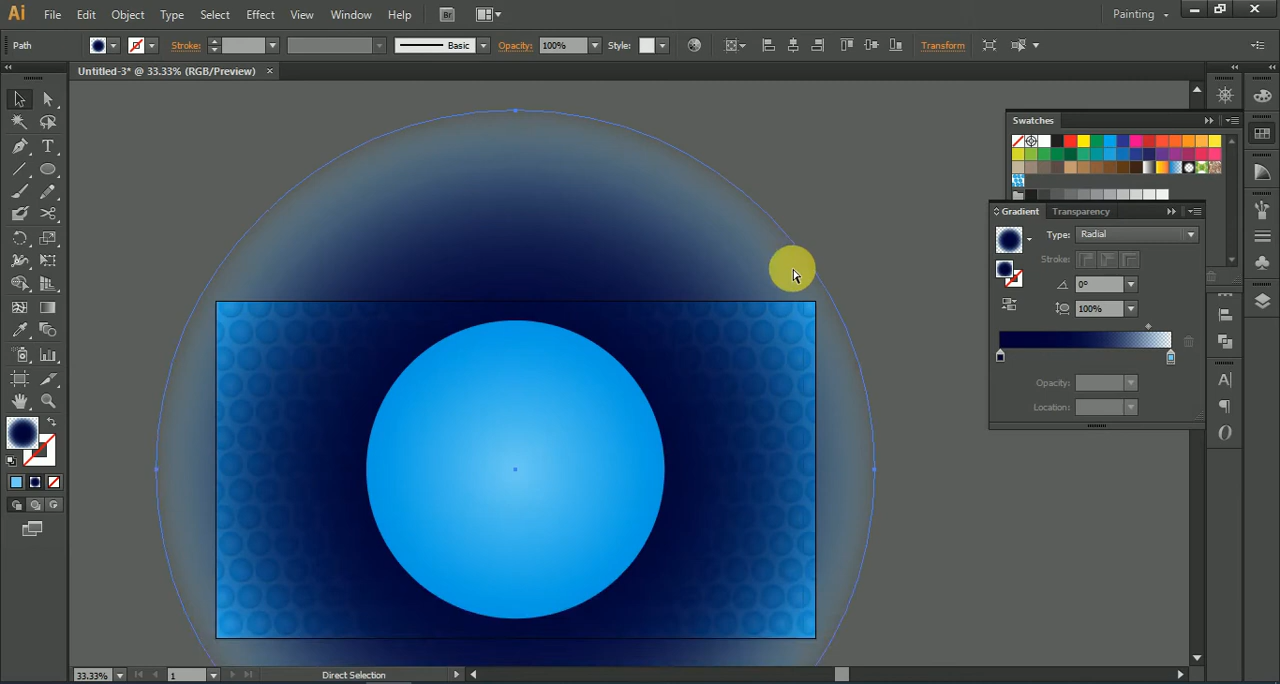 Ai File Edit Object Type Select Effect View Window Help Br Painting
Path Stroke: Basic Opacity: 100% Style: Transform
Untitled-3* @ 33.33% (RGB/Preview) ×
Swatches
Gradient Transparency
Type: Radial
Stroke:
0°
100%
Opacity:
Location:
33.33% 1 Direct Selection